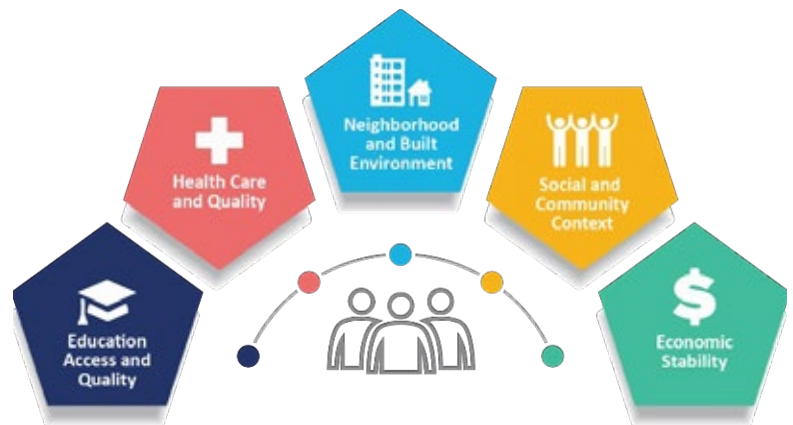 Education
Access and
Quality
Health Care
and Quality
Neighborhood
and Built
Environment
Social and
Community
Context
Economic
Stability